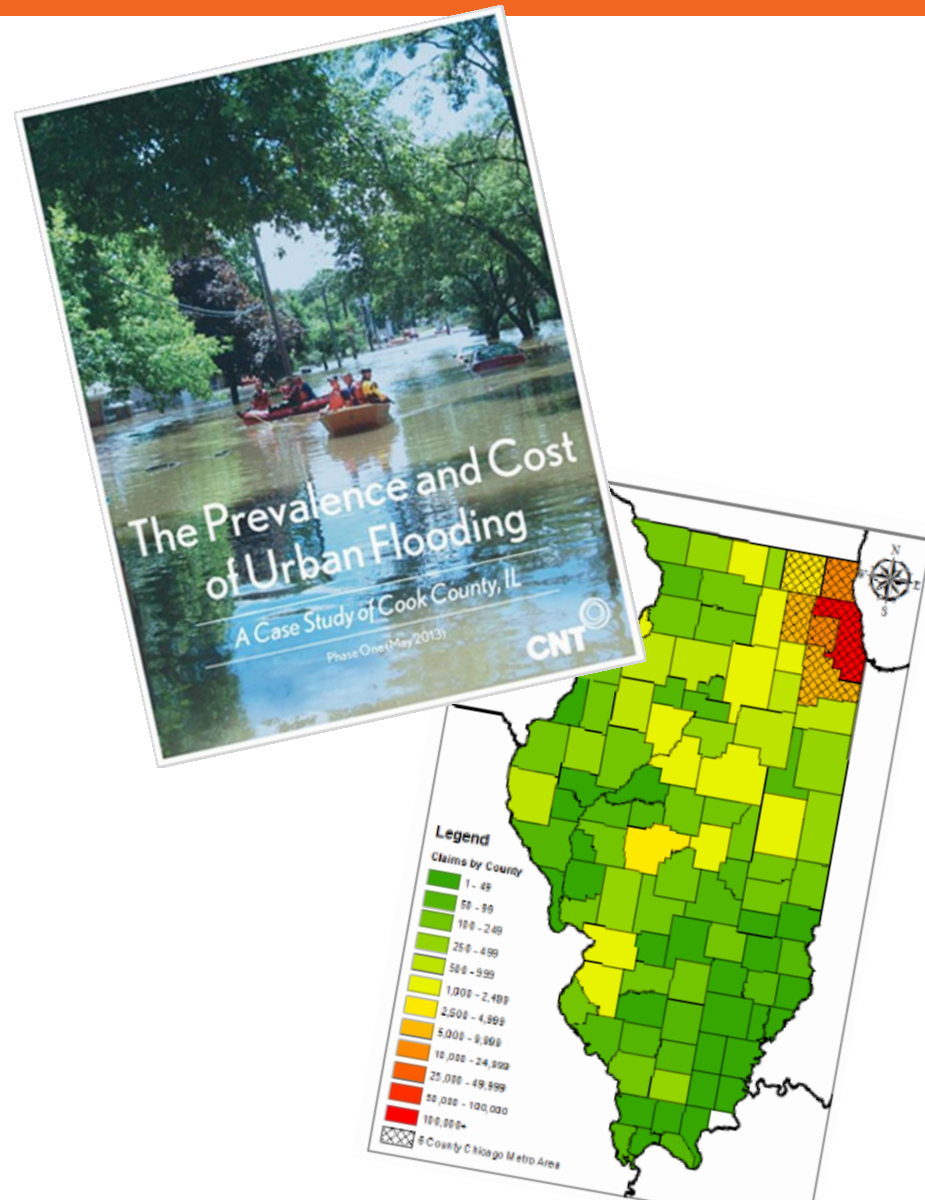 The Prevalence and Cost
of Urban Flooding
A Case Study of Cook County, IL
Phase One (May 2013)
CNT
N
E
S
Legend
Claims by County
1 - 49
50 - 99
100 - 249
250 - 499
500 - 999
1,000 - 2,499
2,500 - 4,999
5,000 - 9,999
10,000 - 24,999
25,000 - 49,999
50,000 - 100,000
100,000+
6 County Chicago Metro Area